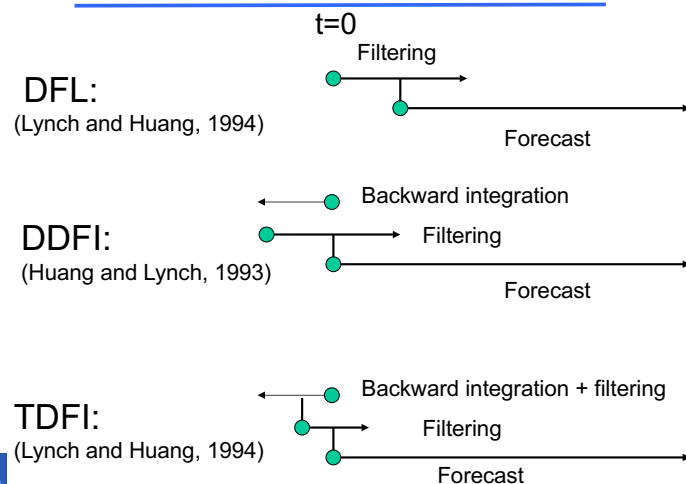 t=0
Filtering
DFL:
(Lynch and Huang, 1994)
Forecast
Backward integration
DDFI:
Filtering
(Huang and Lynch, 1993)
Forecast
Backward integration + filtering
TDFI:
Filtering
(Lynch and Huang, 1994)
Forecast